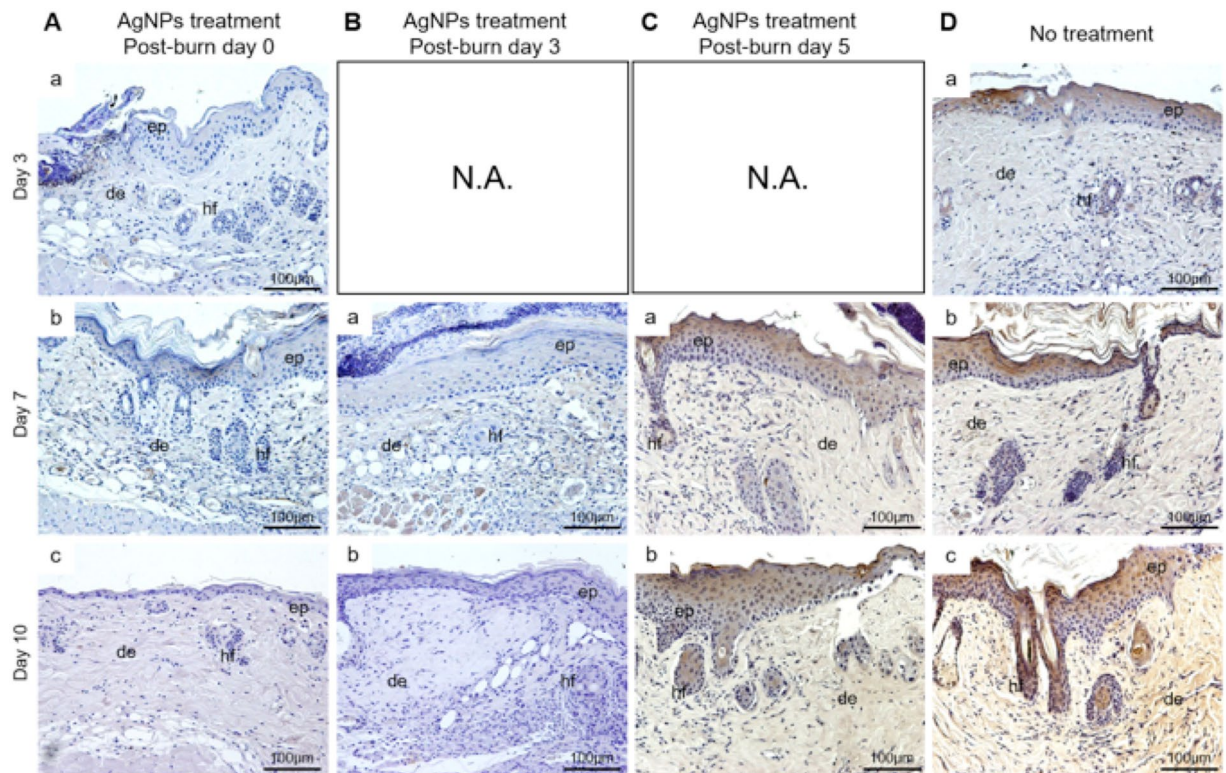 A
AgNPs treatment
Post-burn day 0
B
AgNPs treatment
Post-burn day 3
C
AgNPs treatment
Post-burn day 5
D
No treatment
Day 3
a
ep
de
hf
100μm
N.A.
N.A.
a
ep
de
hf
100μm
Day 7
b
ep
de
hf
100μm
a
ep
de
hf
100μm
a
ep
hf
de
100μm
b
ep
de
hf
100μm
Day 10
c
ep
de
hf
100μm
b
ep
de
hf
100μm
b
ep
hf
de
100μm
c
ep
hf
de
100μm